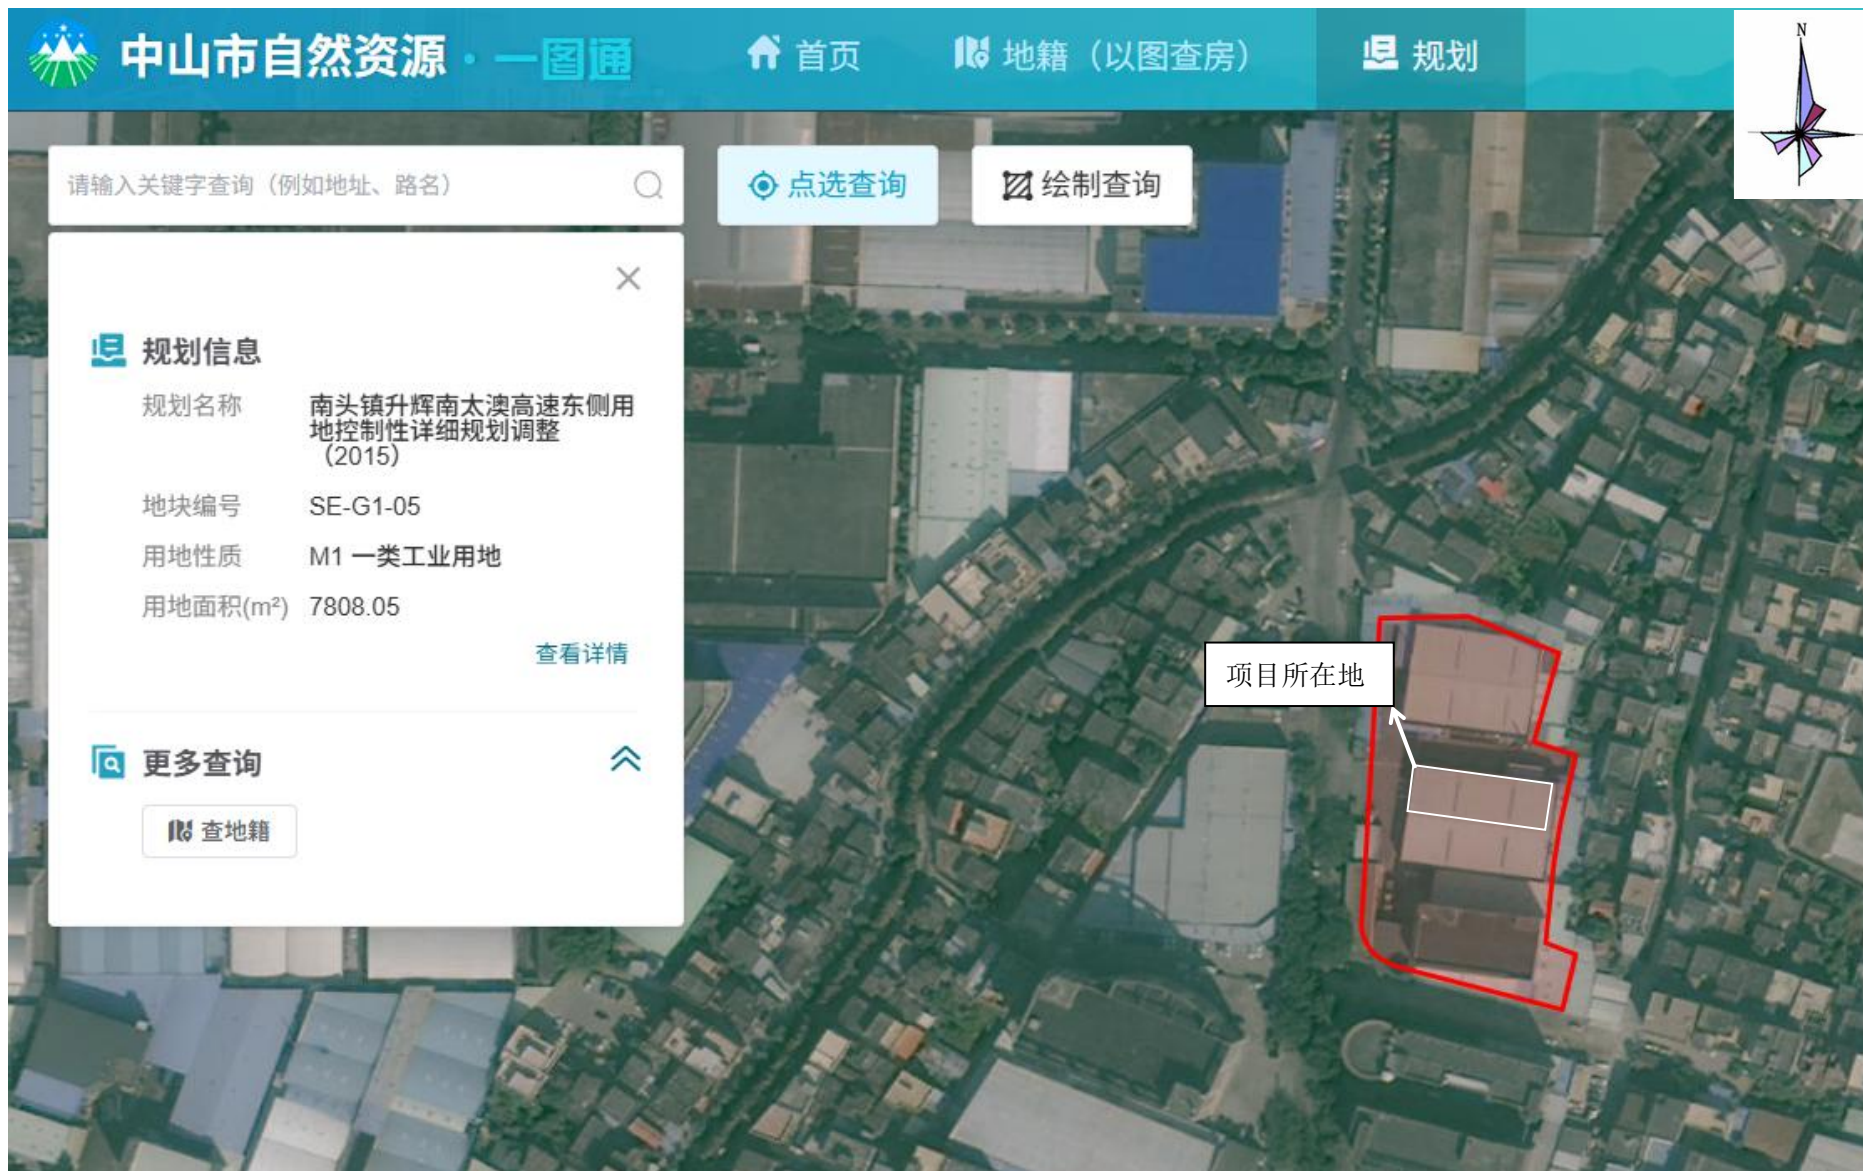 中山市自然资源·一图通
首页
地籍（以图查房）
规划
N
请输入关键字查询（例如地址、路名）
点选查询
绘制查询
规划信息
规划名称 南头镇升辉南太澳高速东侧用
地控制性详细规划调整
（2015）
地块编号 SE-G1-05
用地性质 M1 一类工业用地
用地面积(m²) 7808.05
查看详情
项目所在地
更多查询
查地籍